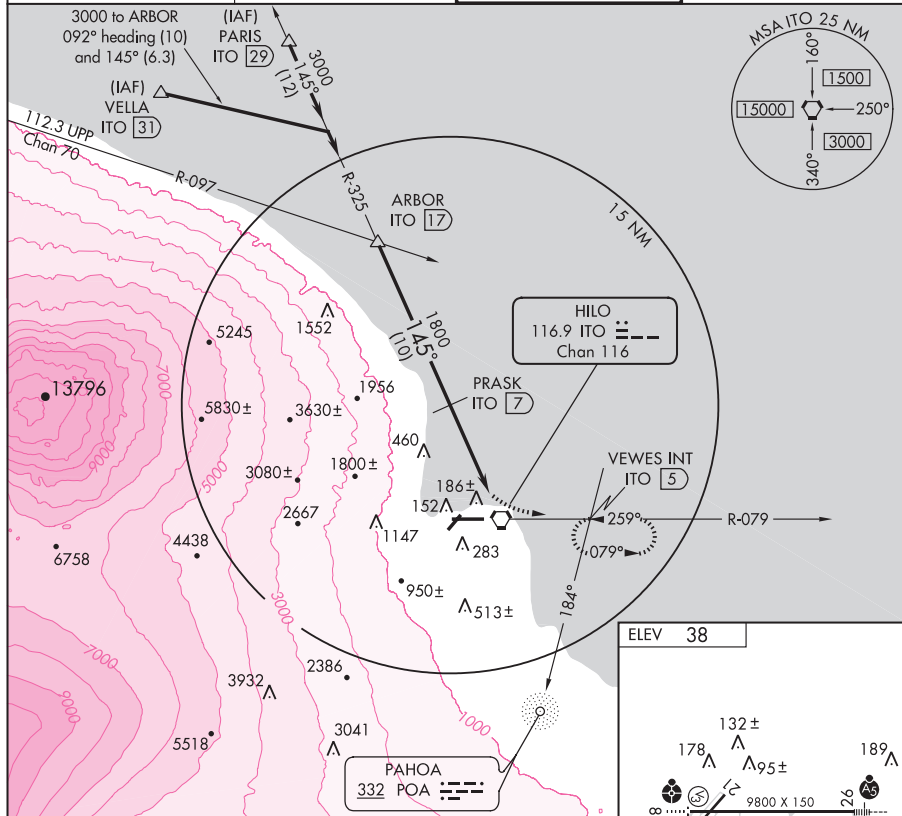 3000 to ARBOR
092° heading (10)
and 145° (6.3)
(IAF)
PARIS
ITO 29
3000
145°
(12)
(IAF)
VELLA
ITO 31
MSA ITO 25 NM
160°
1500
15000
250°
3000
340°
112.3 UPP
Chan 70
R-097
R-325
ARBOR
ITO 17
15 NM
1800
145°
(10)
HILO
116.9 ITO
Chan 116
PRASK
ITO 7
1552
5245
7000
13796
1956
5830±
3630±
9000
460
VEWES INT
ITO 5
1800±
3080±
5000
186±
152
2667
1147
259°
R-079
079°
283
4438
6758
950±
513±
184°
3000
ELEV 38
7000
2386
3932
1000
9000
5518
3041
PAHOA
332 POA
132±
178
95±
189
21
A5
9800 X 150
26
8